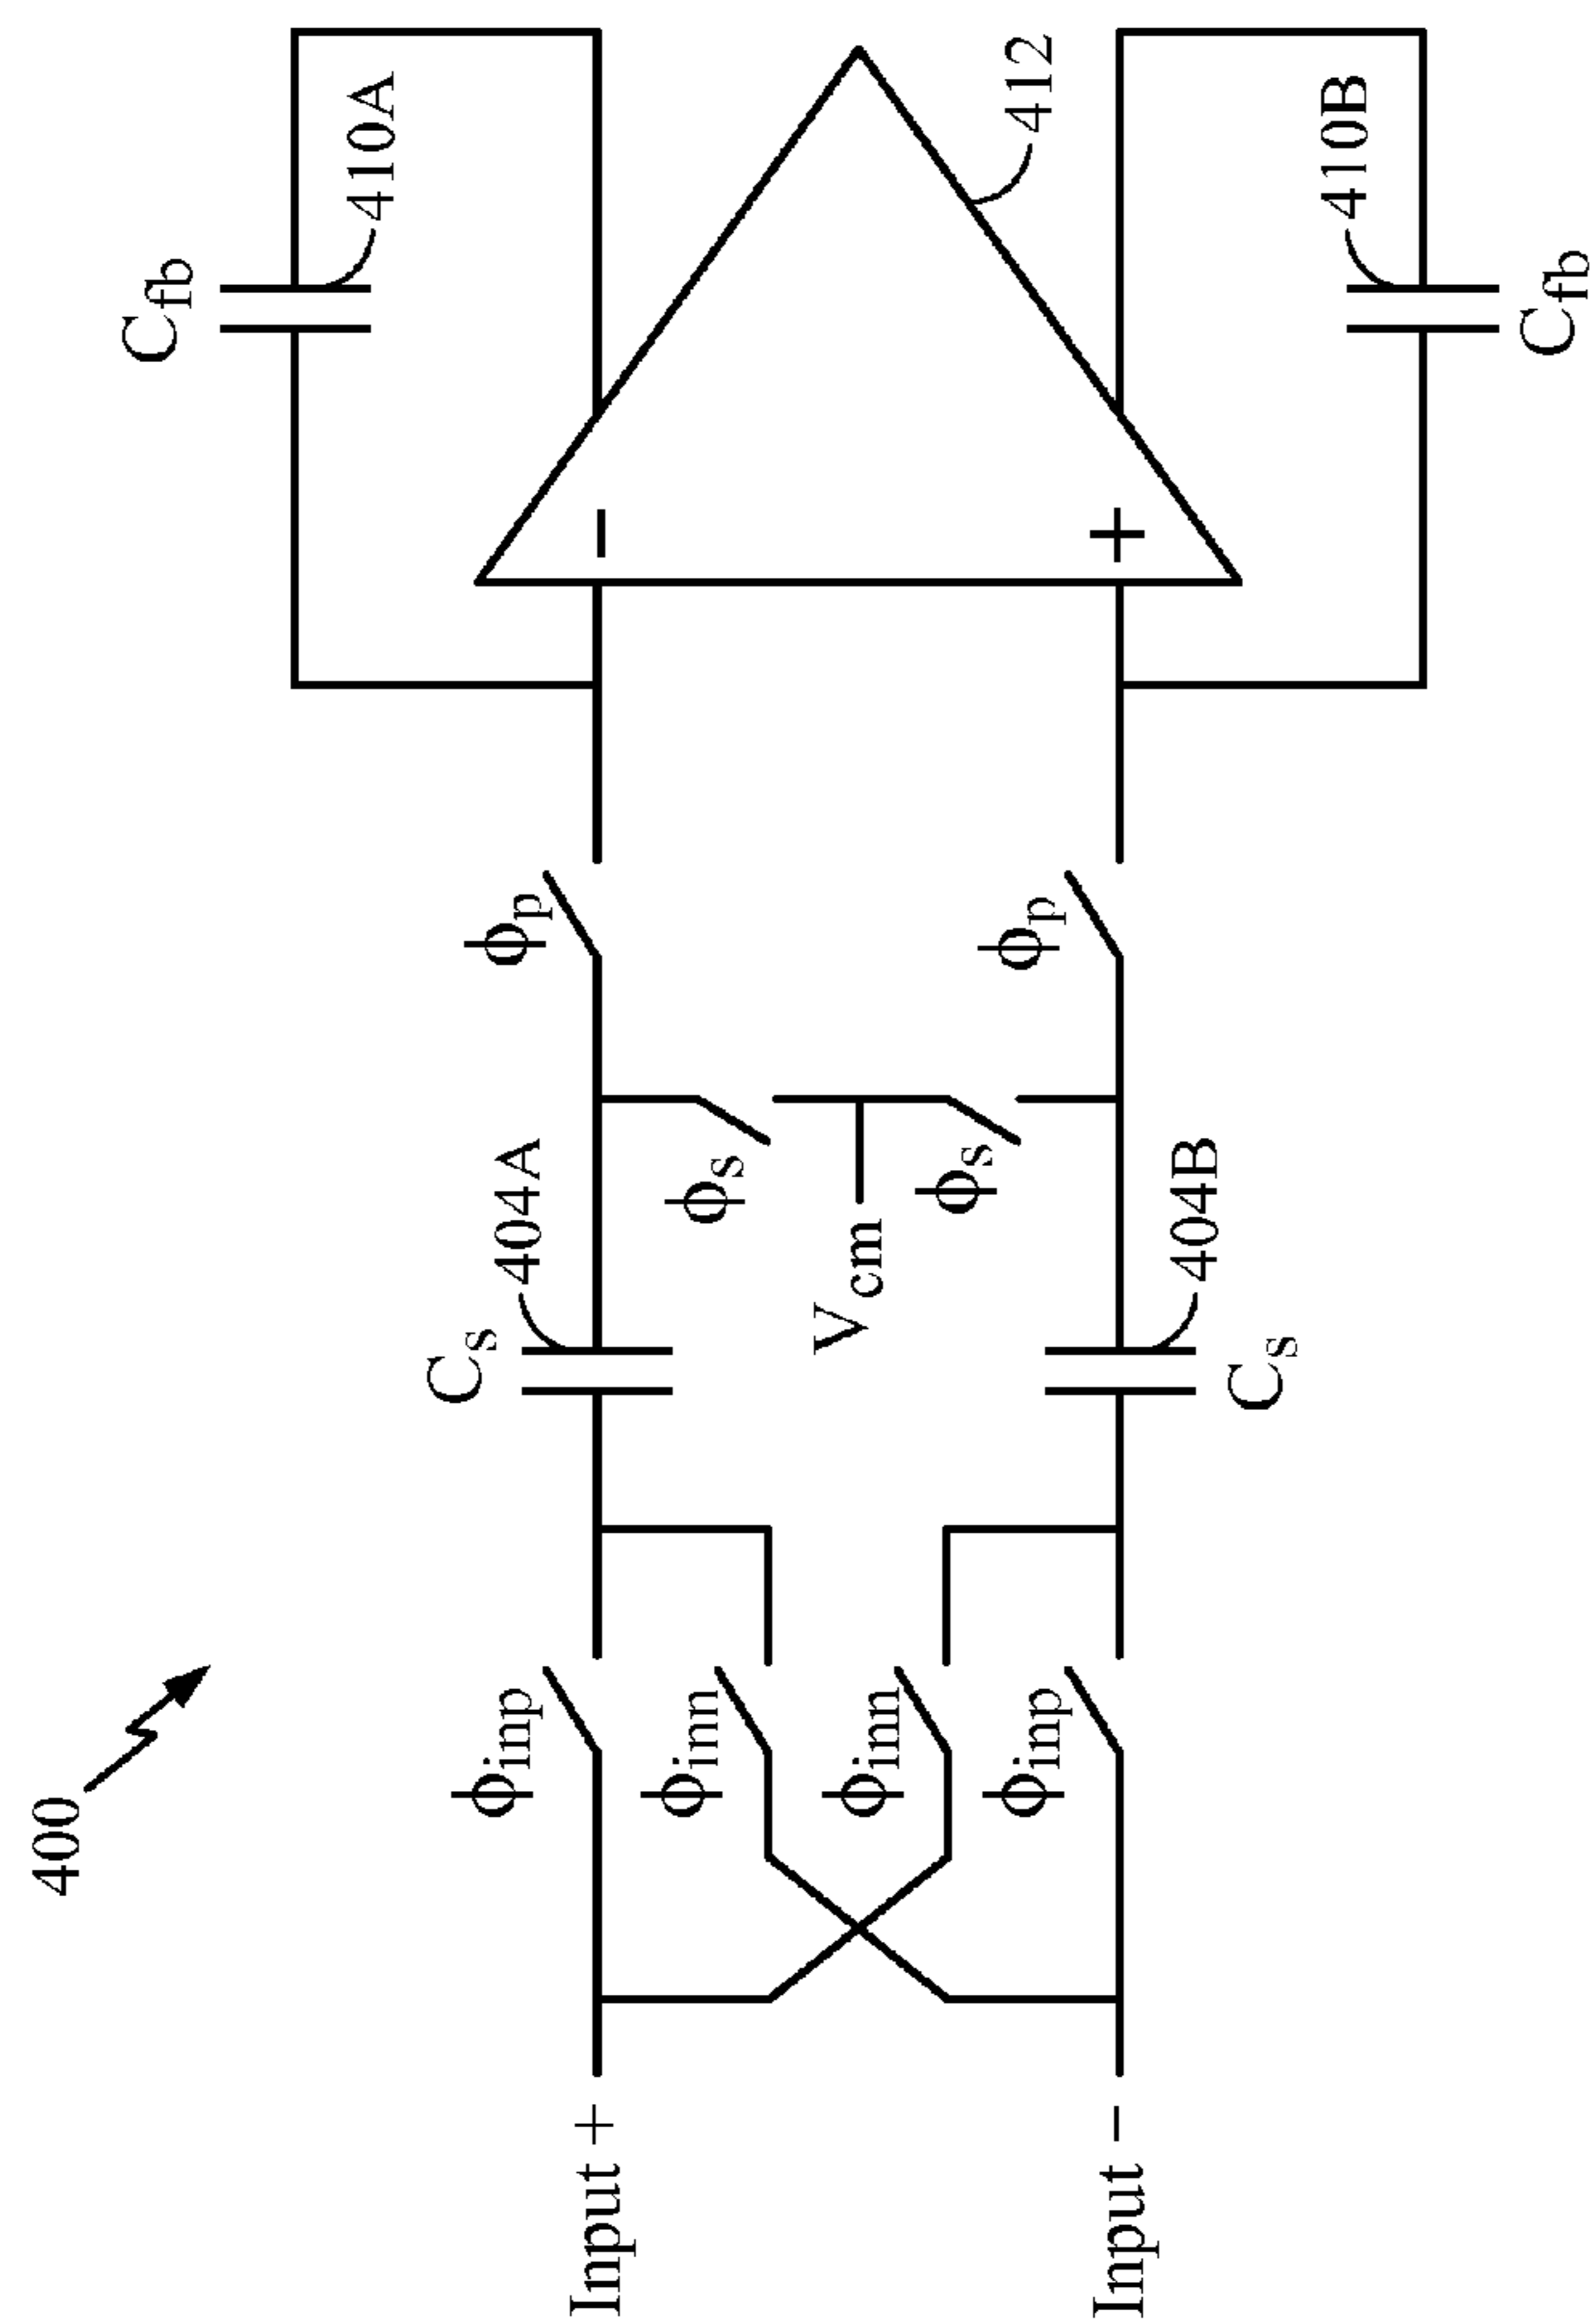 400
Input +
Input −
ϕinp
ϕinn
ϕinn
ϕinp
Cs
404A
Cs
404B
ϕs
Vcm
ϕs
ϕp
ϕp
Cfb
410A
−
+
412
410B
Cfb